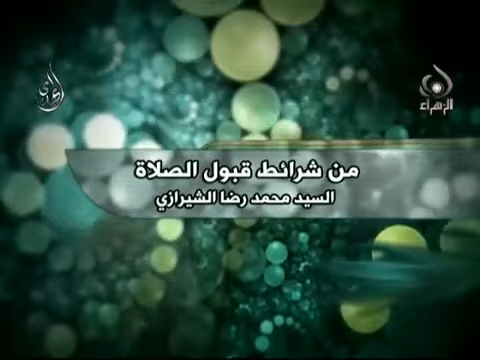 الزهراء
من شرائط قبول الصلاة
السيد محمد رضا الشيرازي